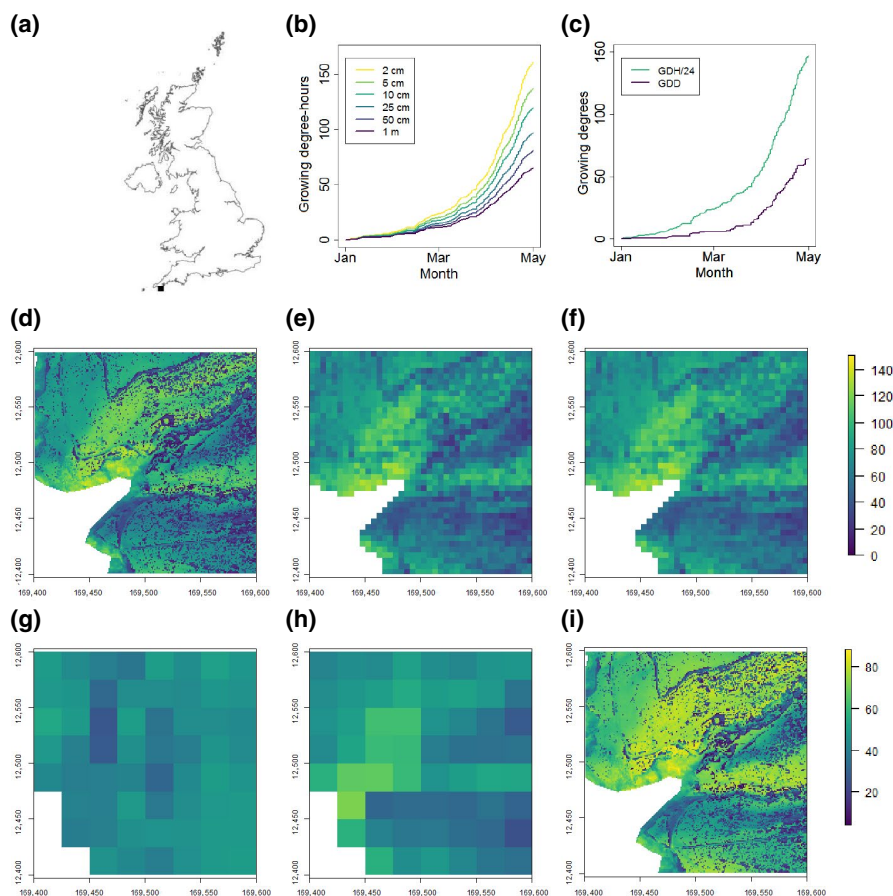 (a)
(b)
(c)
Growing degree-hours
150
100
50
0
2 cm
5 cm
10 cm
25 cm
50 cm
1 m
Jan
Mar
May
Month
Growing degrees
150
100
50
0
GDH/24
GDD
Jan
Mar
May
Month
(d)
(e)
(f)
12,600
12,550
12,500
12,450
12,400
169,400
169,450
169,500
169,550
169,600
12,600
12,550
12,500
12,450
12,400
169,400
169,450
169,500
169,550
169,600
12,600
12,550
12,500
12,450
12,400
169,400
169,450
169,500
169,550
169,600
140
120
100
80
60
40
20
0
(g)
(h)
(i)
12,600
12,550
12,500
12,450
12,400
169,400
169,450
169,500
169,550
169,600
12,600
12,550
12,500
12,450
12,400
169,400
169,450
169,500
169,550
169,600
12,600
12,550
12,500
12,450
12,400
169,400
169,450
169,500
169,550
169,600
80
60
40
20